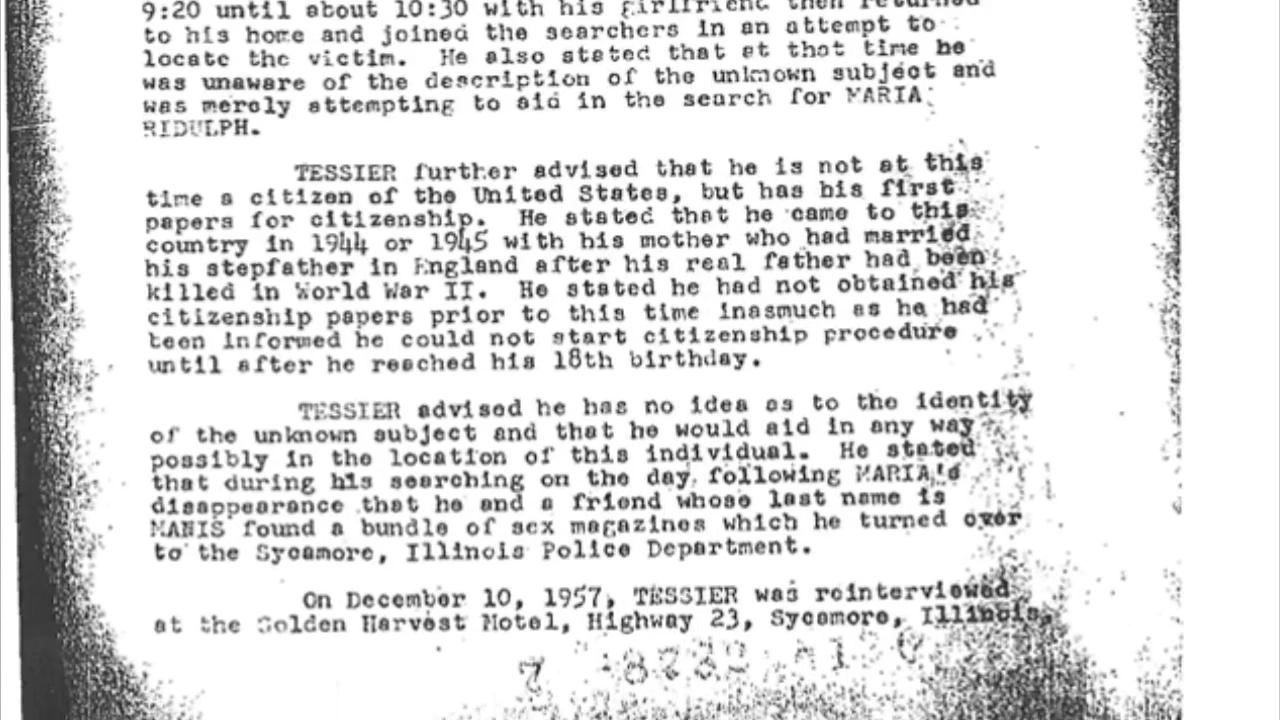 9:20 until about 10:30 with his girlfriend then returned
to his home and joined the searchers in an attempt to
locate the victim. He also stated that at that time he
was unaware of the description of the unknown subject and
was merely attempting to aid in the search for MARIA
RIDULPH.
TESSIER further advised that he is not at this
time a citizen of the United States, but has his first
papers for citizenship. He stated that he came to this
country in 1944 or 1945 with his mother who had married
his stepfather in England after his real father had been
killed in World War II. He stated he had not obtained his
citizenship papers prior to this time inasmuch as he had
been informed he could not start citizenship procedure
until after he reached his 18th birthday.
TESSIER advised he has no idea as to the identity
of the unknown subject and that he would aid in any way
possibly in the location of this individual. He stated
that during his searching on the day following MARIA's
disappearance that he and a friend whose last name is
MANIS found a bundle of sex magazines which he turned over
to the Sycamore, Illinois Police Department.
On December 10, 1957, TESSIER was reinterviewed
at the Golden Harvest Motel, Highway 23, Sycamore, Illinois,
7